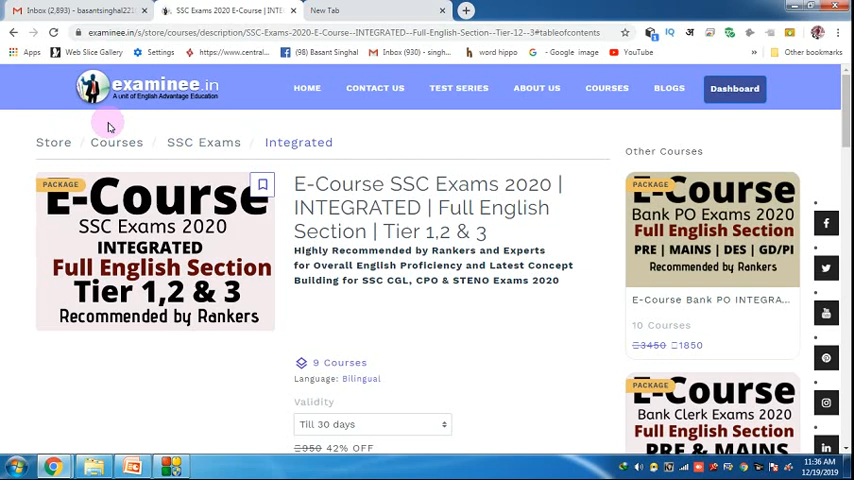 Inbox (2,893) - basantsinghal22
SSC Exams 2020 E-Course | INTE
New Tab
examinee.in/store/courses/description/SSC-Exams-2020-E-Course--INTEGRATED--Full-English-Section--Tier-12--3#tableofcontents
Apps
Web Slice Gallery
Settings
https://www.central...
(98) Basant Singhal
Inbox (930) - singh...
word hippo
- Google image
YouTube
Other bookmarks
examinee.in
A unit of English Advantage Education
HOME
CONTACT US
TEST SERIES
ABOUT US
COURSES
BLOGS
Dashboard
Store / Courses / SSC Exams / Integrated
PACKAGE
E-Course
SSC Exams 2020
INTEGRATED
Full English Section
Tier 1,2 & 3
Recommended by Rankers
E-Course SSC Exams 2020 |
INTEGRATED | Full English
Section | Tier 1,2 & 3
Highly Recommended by Rankers and Experts
for Overall English Proficiency and Latest Concept
Building for SSC CGL, CPO & STENO Exams 2020
9 Courses
Language: Bilingual
Validity
Till 30 days
950 42% OFF
Other Courses
PACKAGE
E-Course
Bank PO Exams 2020
Full English Section
PRE | MAINS | DES | GD/PI
Recommended by Rankers
E-Course Bank PO INTEGRA...
10 Courses
3450 1850
PACKAGE
E-Course
Bank Clerk Exams 2020
Full English Section
PRE & MAINS
11:36 AM
12/19/2019